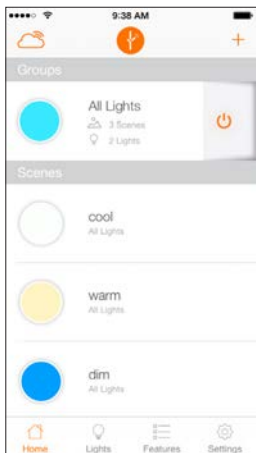 9:38 AM
Groups
All Lights
3 Scenes
2 Lights
Scenes
cool
All Lights
warm
All Lights
dim
All Lights
Home Lights Features Settings